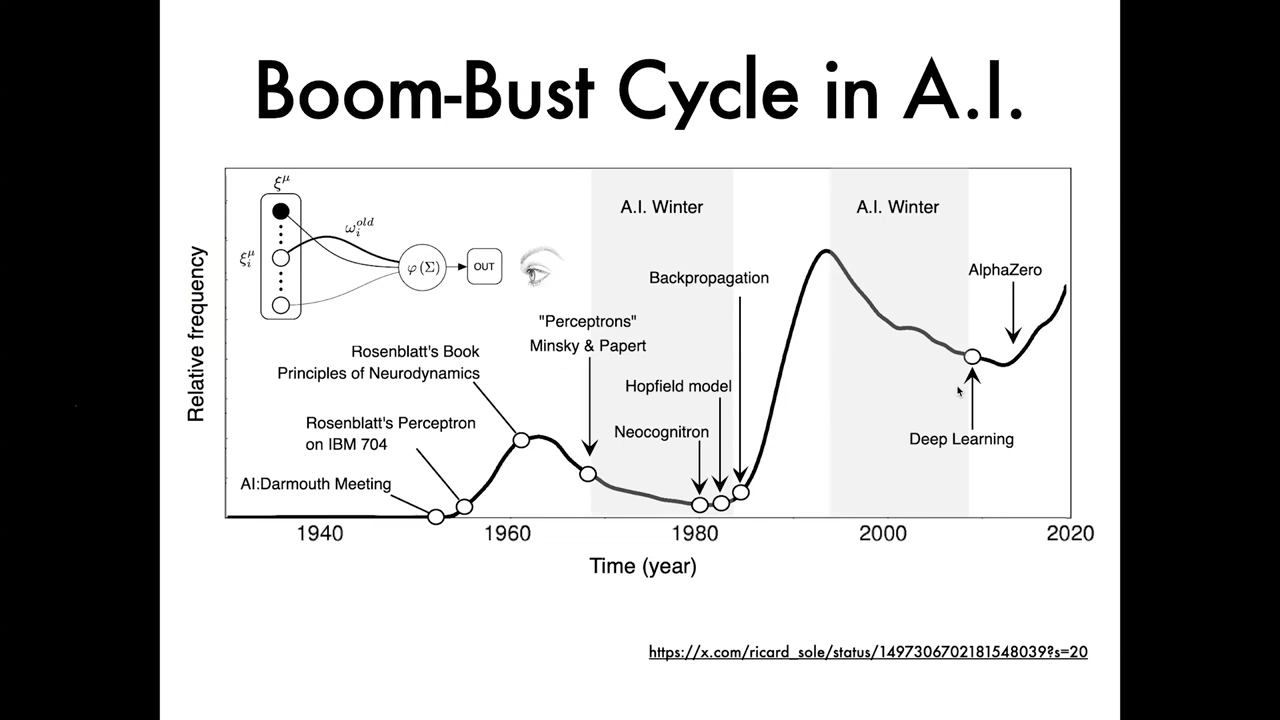 Boom-Bust Cycle in A.I.
ξ^μ
ω_i^old
ξ_i^μ
φ(Σ)
OUT
A.I. Winter
A.I. Winter
Relative frequency
Backpropagation
AlphaZero
"Perceptrons"
Minsky & Papert
Rosenblatt's Book
Principles of Neurodynamics
Hopfield model
Rosenblatt's Perceptron
on IBM 704
Neocognitron
Deep Learning
AI:Darmouth Meeting
1940
1960
1980
2000
2020
Time (year)
https://x.com/ricard_sole/status/1497306702181548039?s=20